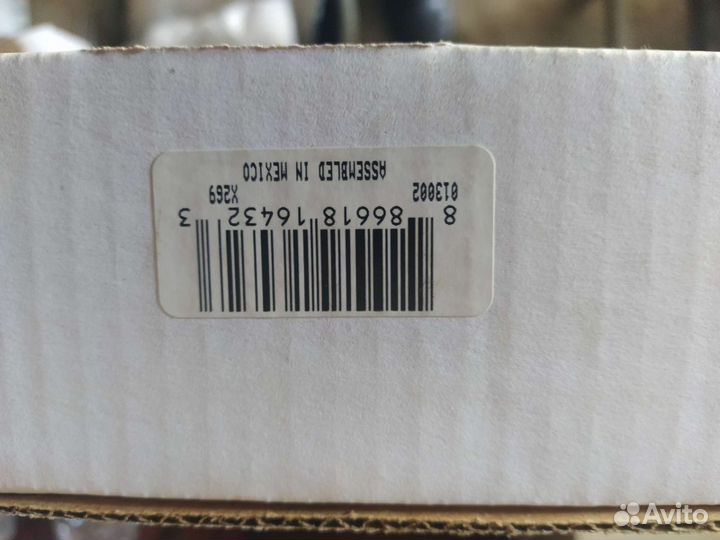 8 86618 16432 3
013002 X269
ASSEMBLED IN MEXICO
Avito